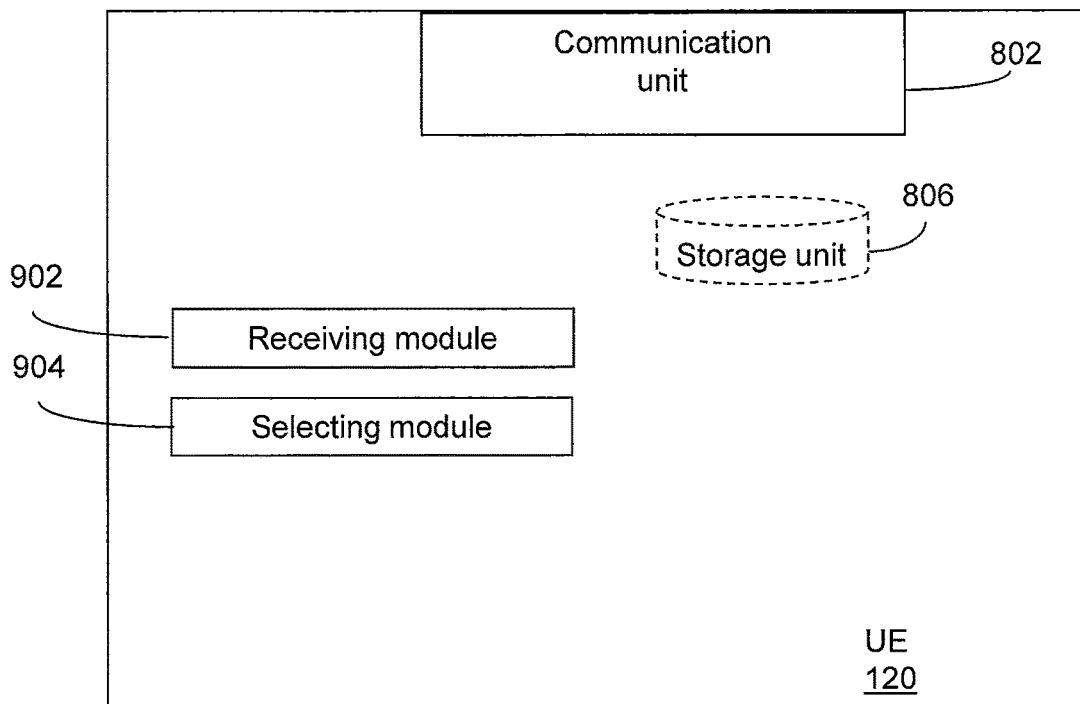 Communication
unit
802
806
Storage unit
902
Receiving module
904
Selecting module
UE
120